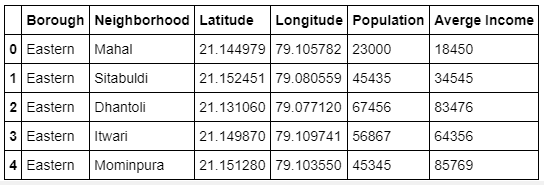 Borough Neighborhood Latitude Longitude Population Averge Income
0 Eastern Mahal 21.144979 79.105782 23000 18450
1 Eastern Sitabuldi 21.152451 79.080559 45435 34545
2 Eastern Dhantoli 21.131060 79.077120 67456 83476
3 Eastern Itwari 21.149870 79.109741 56867 64356
4 Eastern Mominpura 21.151280 79.103550 45345 85769